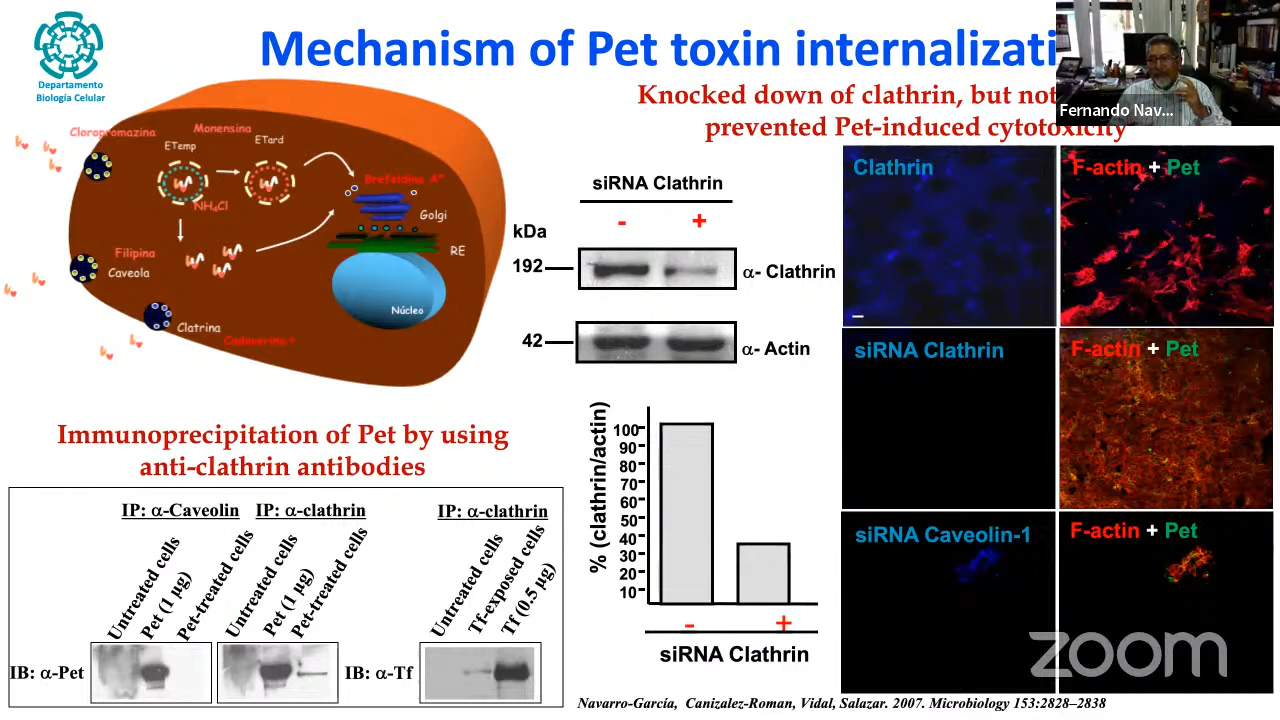 Mechanism of Pet toxin internalizati
Departamento
Biología Celular
Knocked down of clathrin, but not
prevented Pet-induced cytotoxicity
Fernando Nav...
Cloropromazina
Monensina
ETemp
ETard
NH4Cl
Brefeldina A*
Golgi
RE
Filipina
Caveola
Núcleo
Clatrina
Cadaverina+
siRNA Clathrin
- +
kDa
192
α- Clathrin
42
α- Actin
% (clathrin/actin)
100
90
80
70
60
50
40
30
20
10
- +
siRNA Clathrin
Clathrin
F-actin + Pet
siRNA Clathrin
F-actin + Pet
siRNA Caveolin-1
F-actin + Pet
Immunoprecipitation of Pet by using
anti-clathrin antibodies
IP: α-Caveolin IP: α-clathrin IP: α-clathrin
Untreated cells
Pet (1 μg)
Pet-treated cells
Untreated cells
Pet (1 μg)
Pet-treated cells
Untreated cells
Tf-exposed cells
Tf (0.5 μg)
IB: α-Pet
IB: α-Tf
zoom
Navarro-García, Canizalez-Roman, Vidal, Salazar. 2007. Microbiology 153:2828–2838